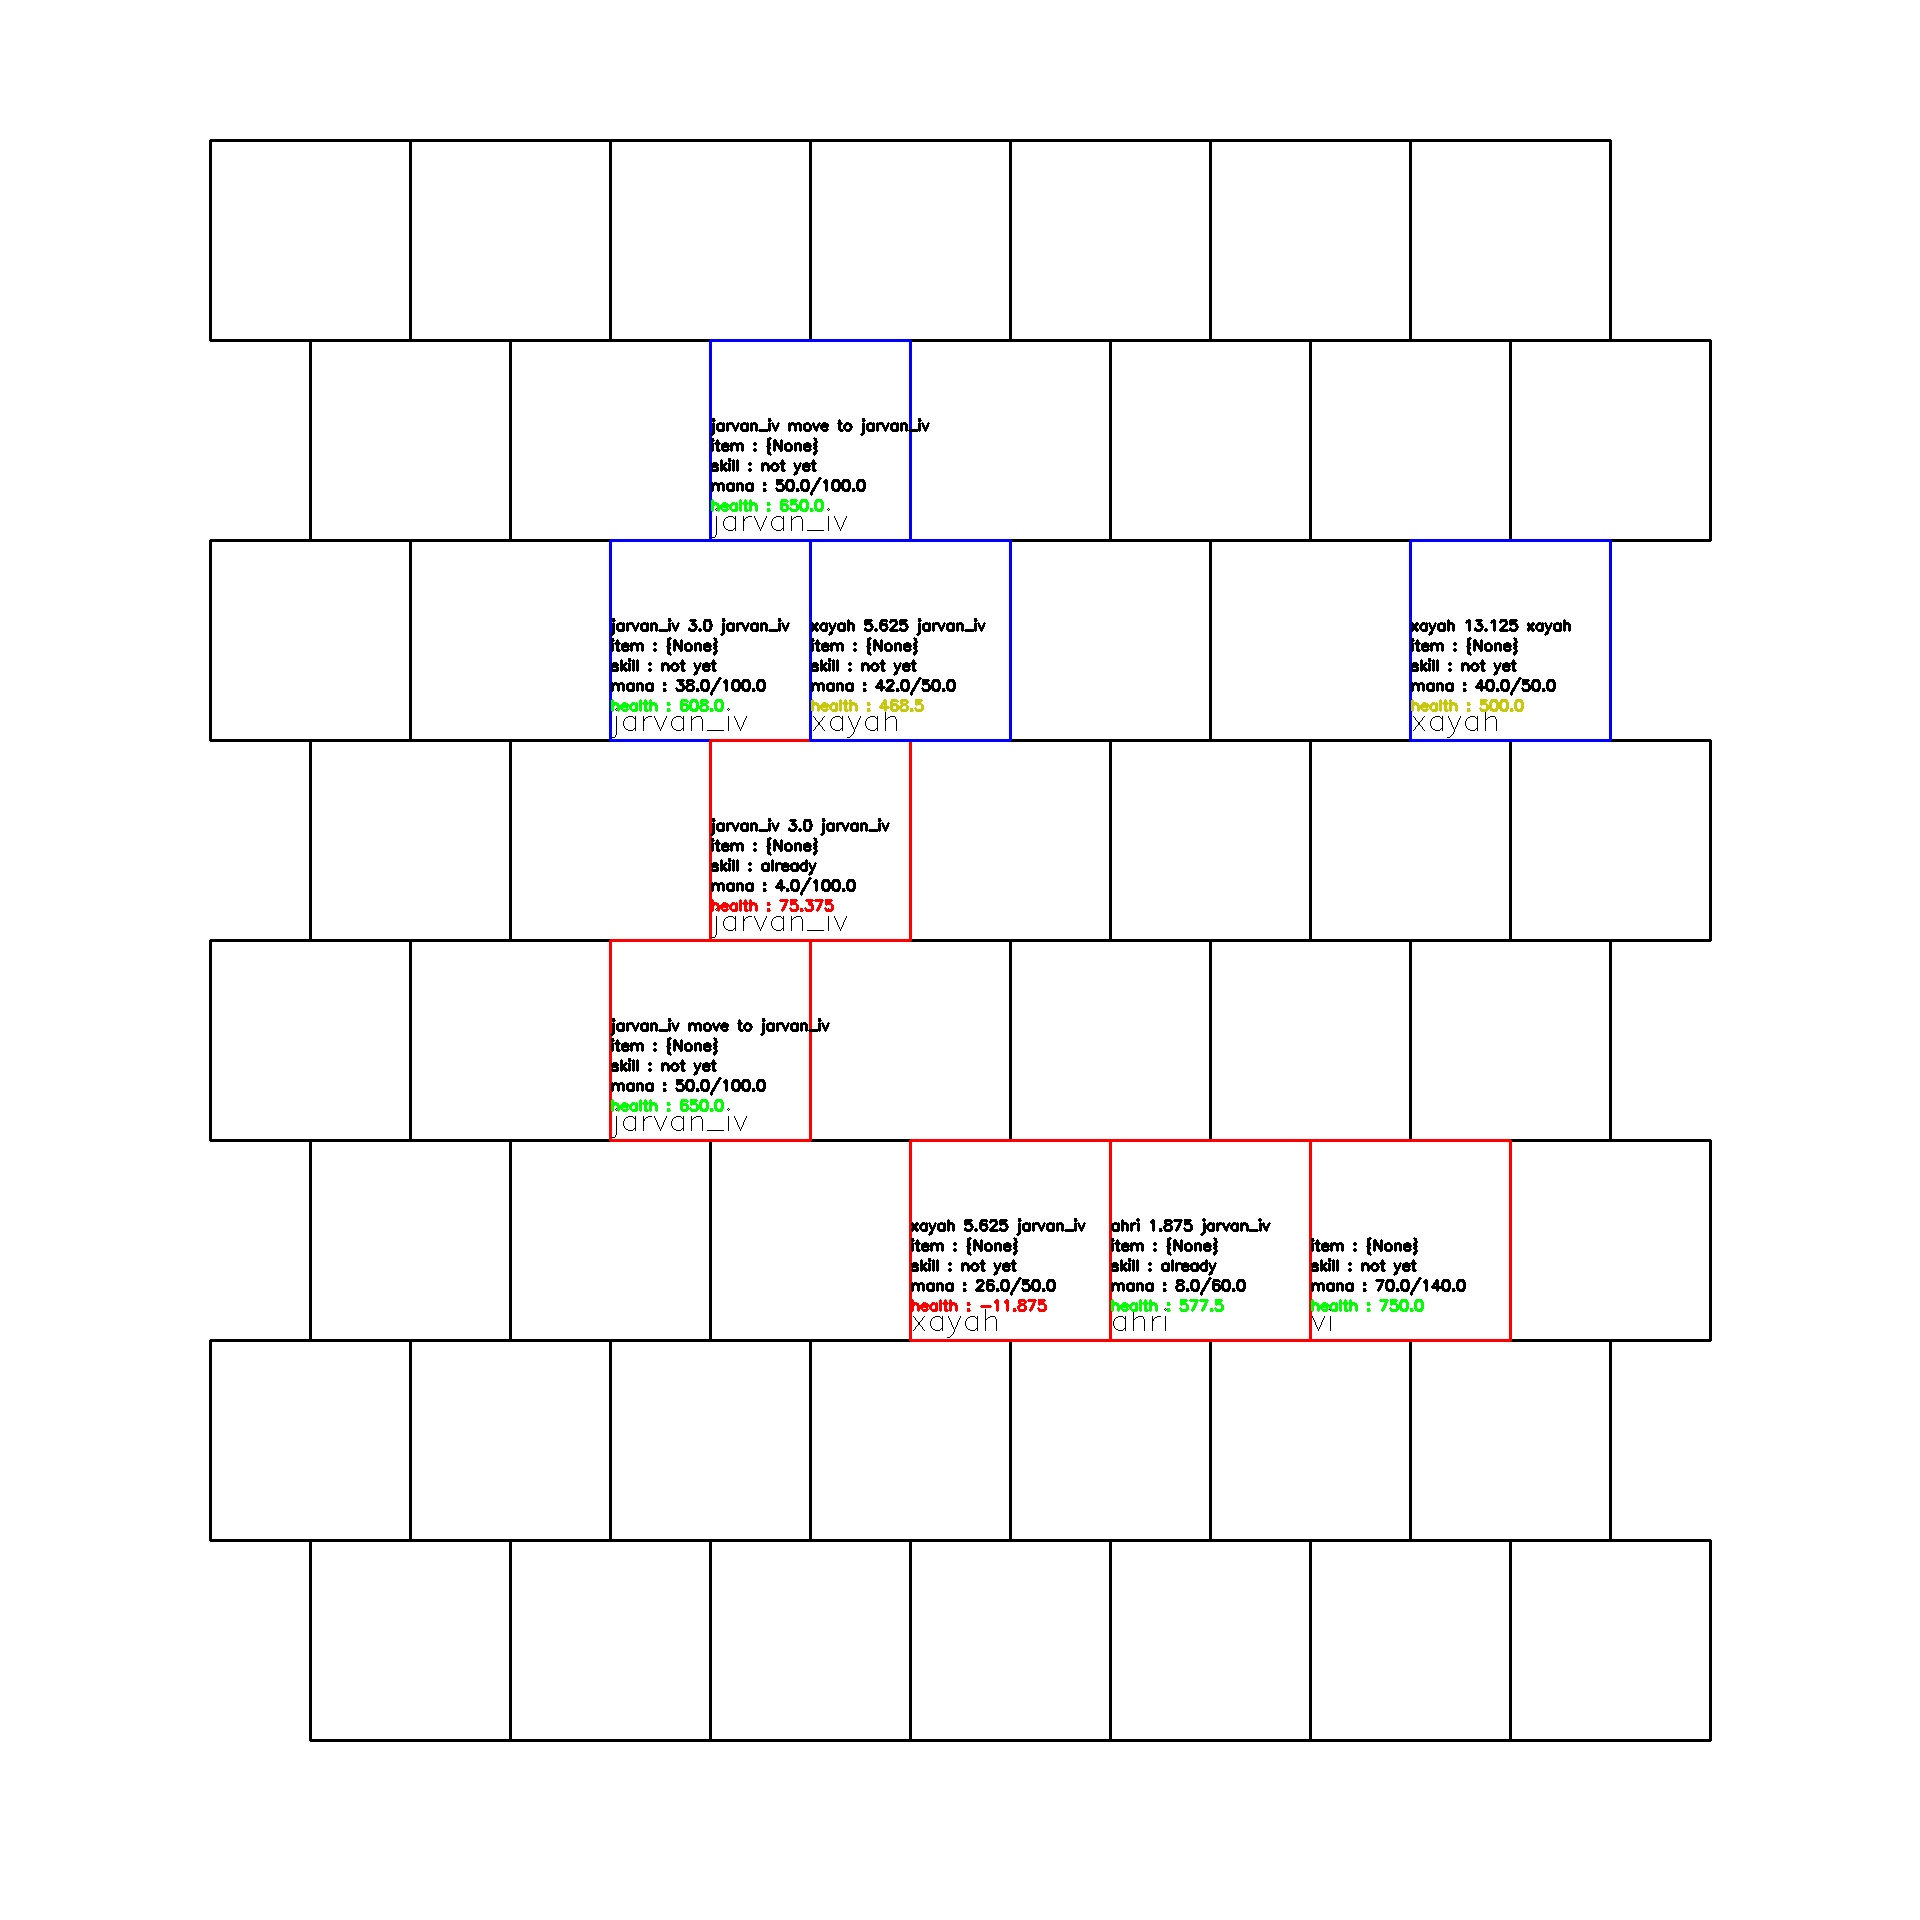 jarvan_iv move to jarvan_iv
item : {None}
skill : not yet
mana : 50.0/100.0
health : 650.0
jarvan_iv
jarvan_iv 3.0 jarvan_iv
item : {None}
skill : not yet
mana : 38.0/100.0
health : 608.0
jarvan_iv
xayah 5.625 jarvan_iv
item : {None}
skill : not yet
mana : 42.0/50.0
health : 468.5
xayah
xayah 13.125 xayah
item : {None}
skill : not yet
mana : 40.0/50.0
health : 500.0
xayah
jarvan_iv 3.0 jarvan_iv
item : {None}
skill : already
mana : 4.0/100.0
health : 75.375
jarvan_iv
jarvan_iv move to jarvan_iv
item : {None}
skill : not yet
mana : 50.0/100.0
health : 650.0
jarvan_iv
xayah 5.625 jarvan_iv
item : {None}
skill : not yet
mana : 26.0/50.0
health : -11.875
xayah
ahri 1.875 jarvan_iv
item : {None}
skill : already
mana : 8.0/60.0
health : 577.5
ahri
item : {None}
skill : not yet
mana : 70.0/140.0
health : 750.0
vi